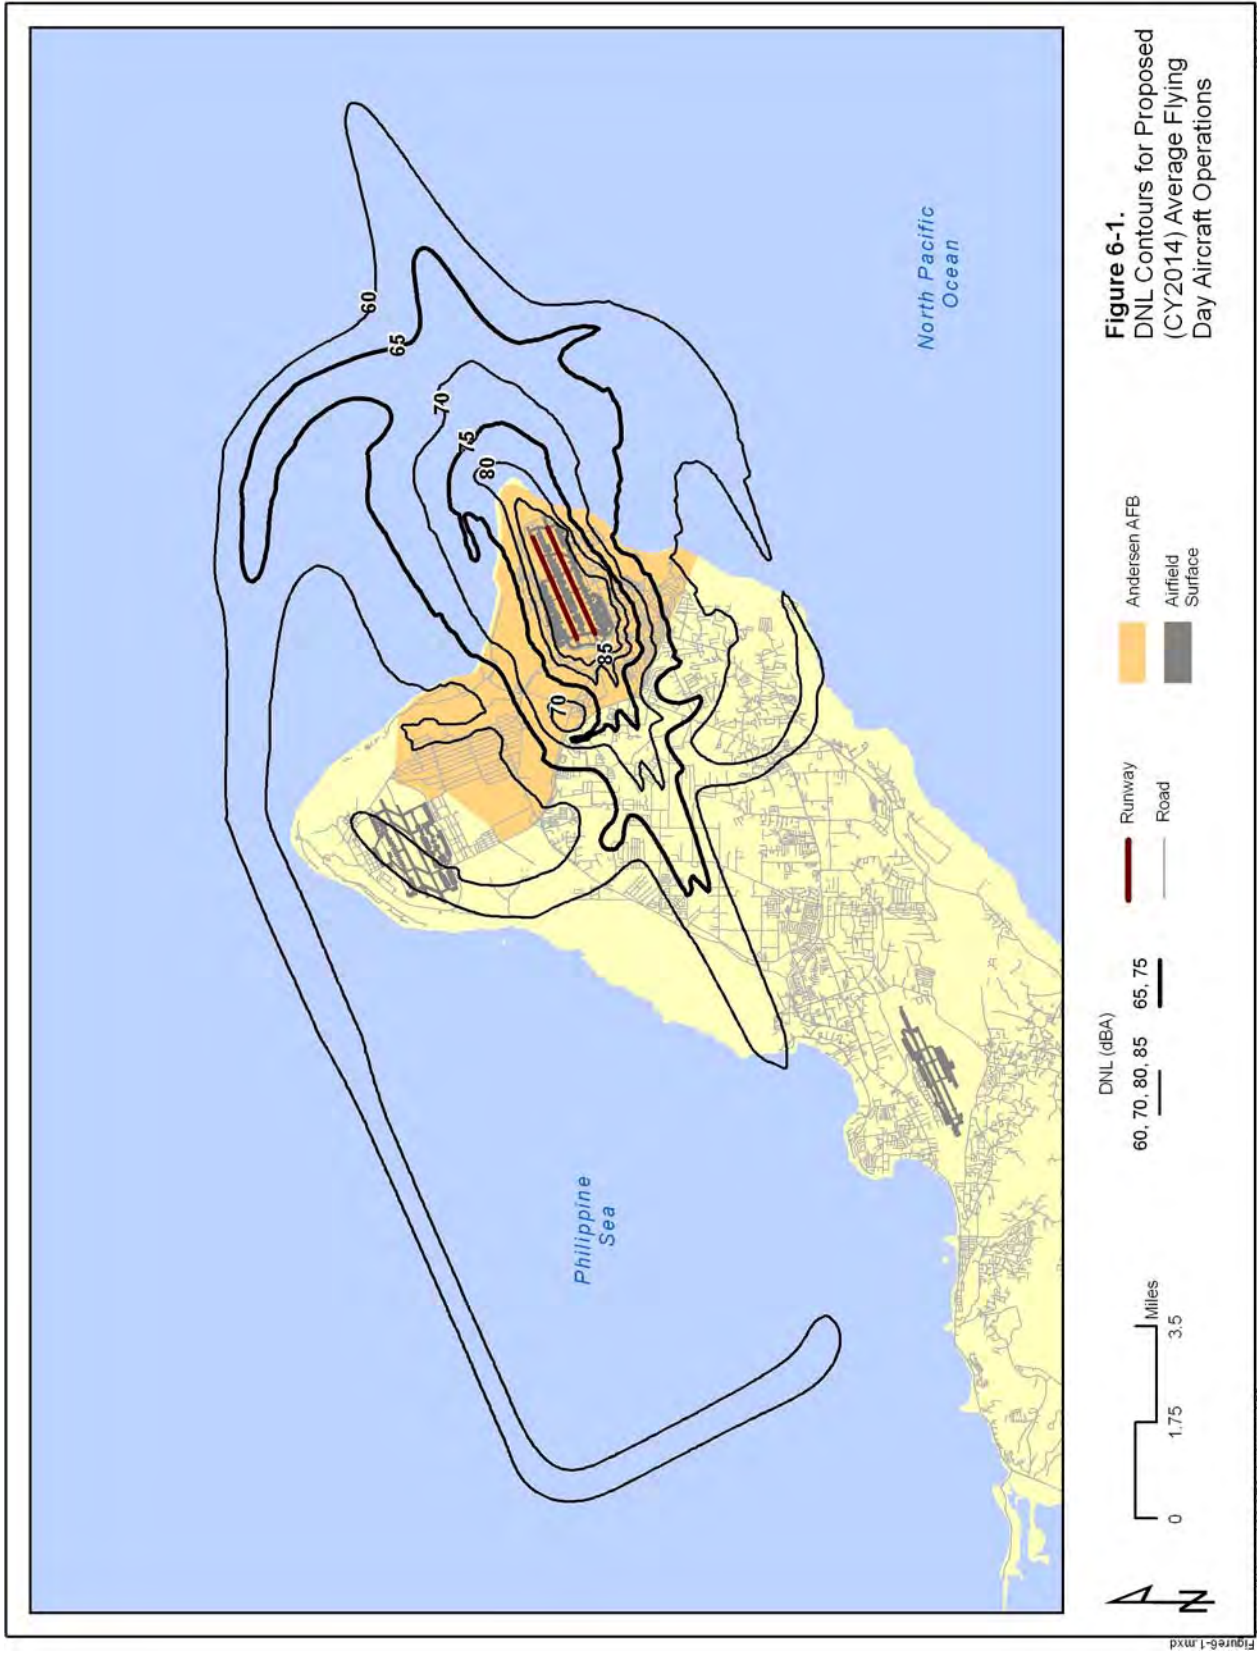 60
65
70
75
80
85
70
North Pacific
Ocean
Philippine
Sea
0
1.75
3.5
Miles
DNL (dBA)
60, 70, 80, 85
65, 75
Runway
Road
Andersen AFB
Airfield
Surface
Figure 6-1.
DNL Contours for Proposed
(CY2014) Average Flying
Day Aircraft Operations
N
Figure6-1.mxd